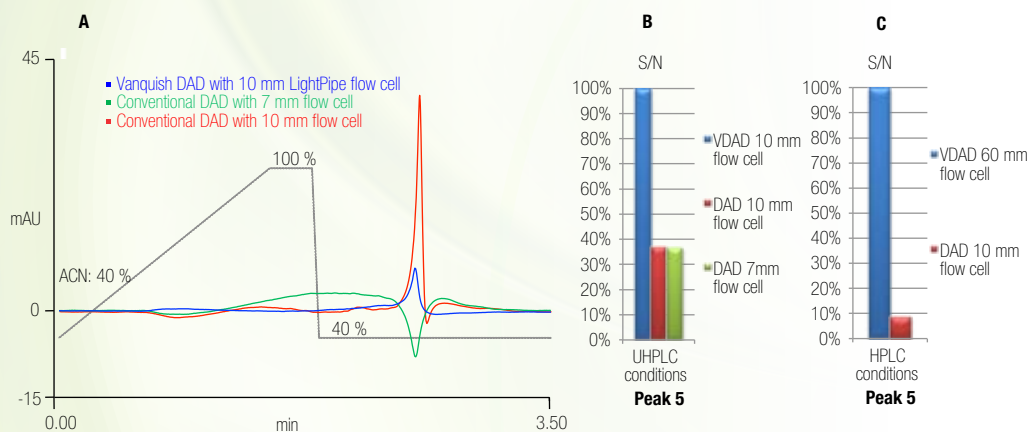 A
45
Vanquish DAD with 10 mm LightPipe flow cell
Conventional DAD with 7 mm flow cell
Conventional DAD with 10 mm flow cell
100 %
mAU
ACN: 40 %
0
40 %
-15
0.00
min
3.50
B
S/N
100%
90%
80%
70%
60%
50%
40%
30%
20%
10%
0%
VDAD 10 mm
flow cell
DAD 10 mm
flow cell
DAD 7mm
flow cell
UHPLC
conditions
Peak 5
C
S/N
100%
90%
80%
70%
60%
50%
40%
30%
20%
10%
0%
VDAD 60 mm
flow cell
DAD 10 mm
flow cell
HPLC
conditions
Peak 5